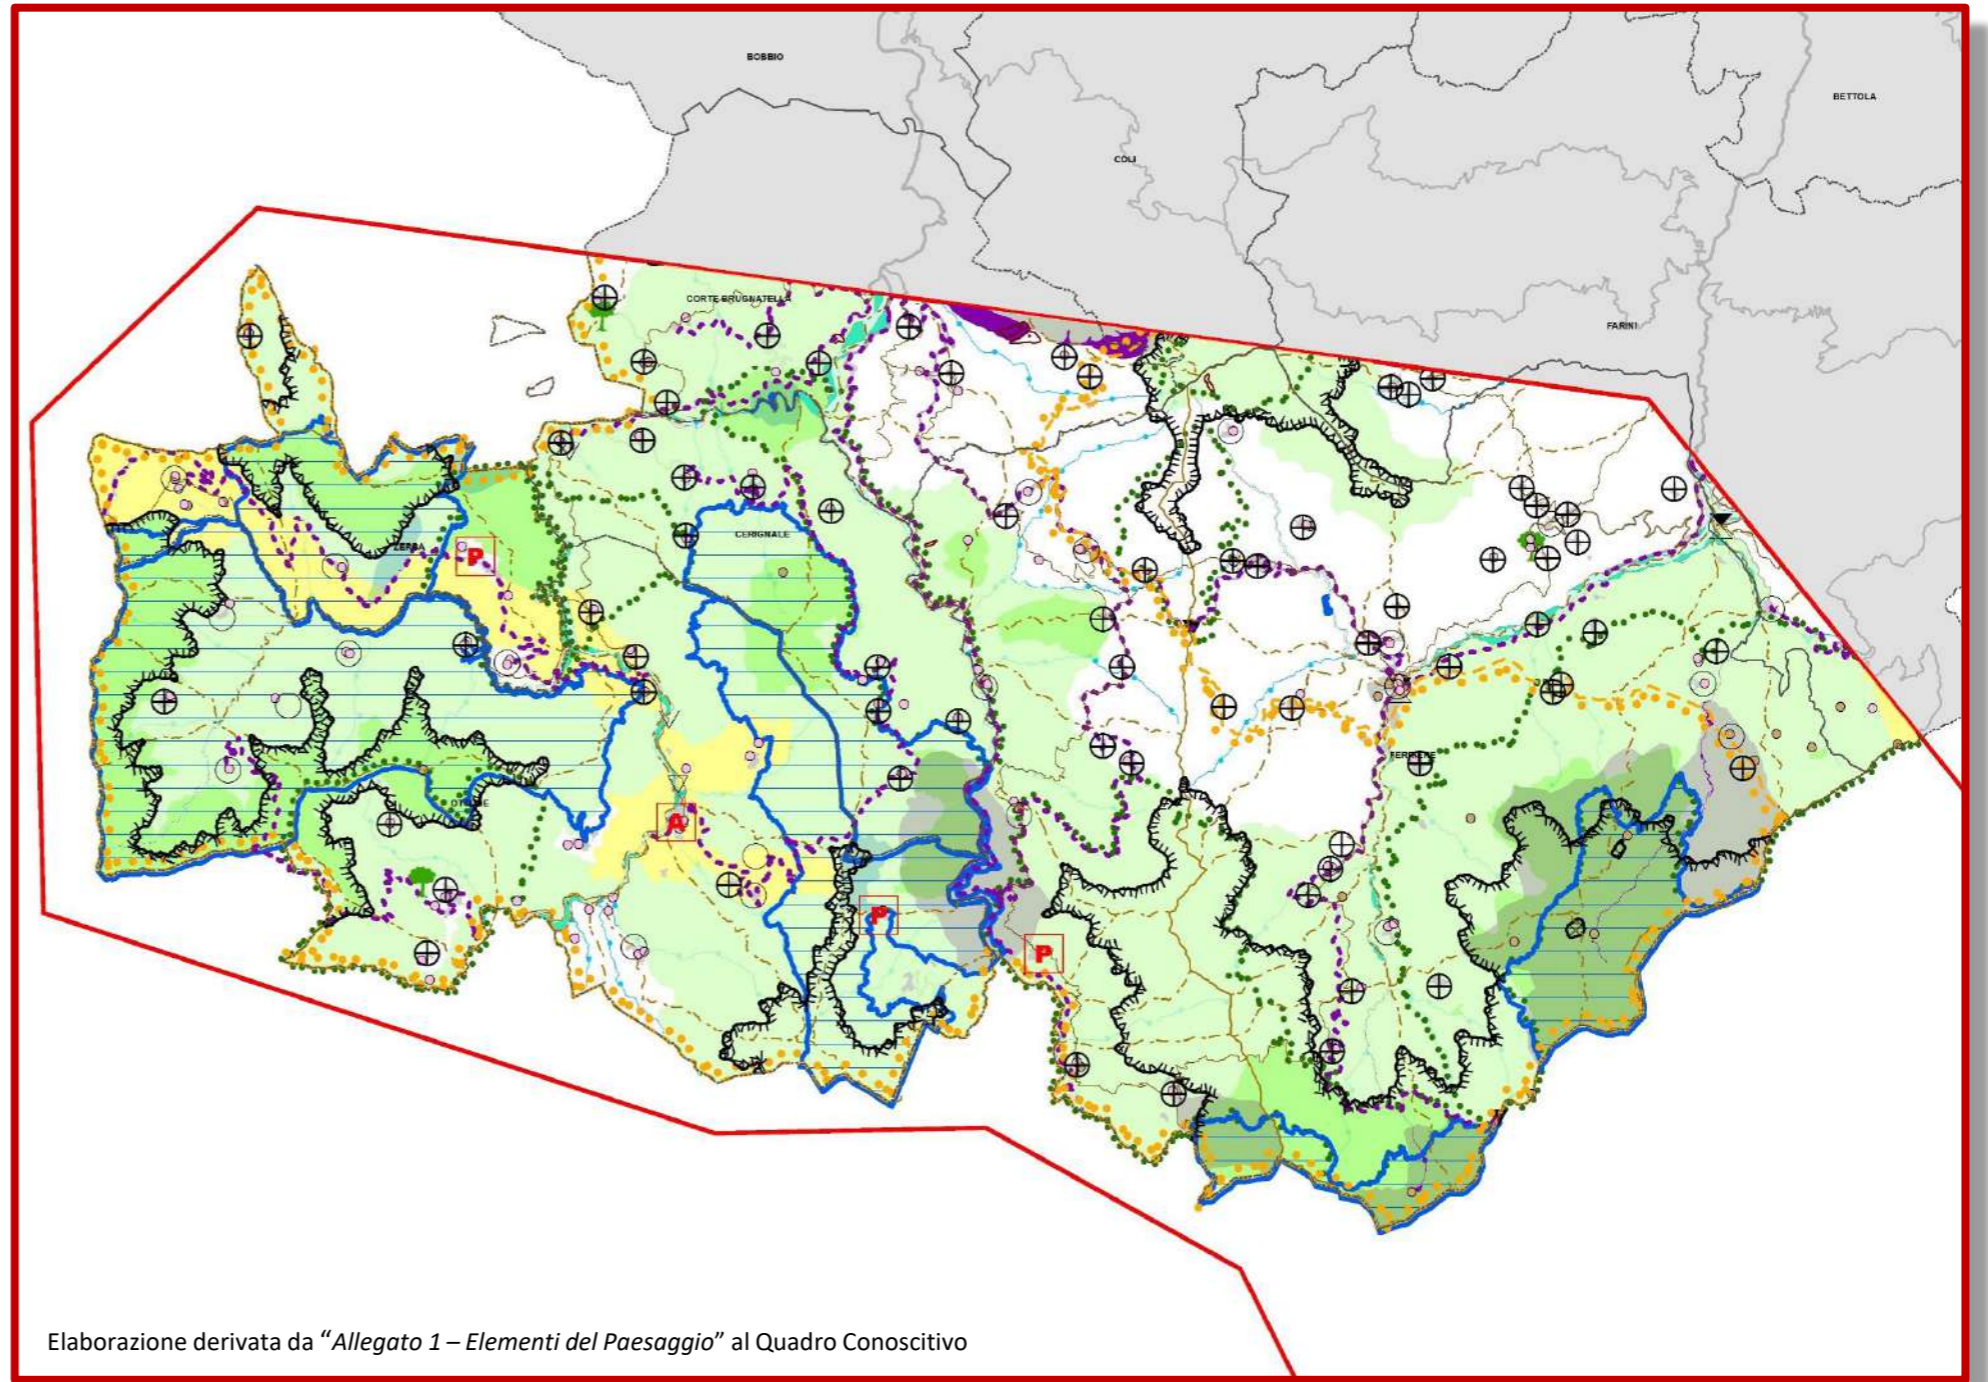 BOBBIO
BETTOLA
COLI
CORTE BRUGNATELLA
FARINI
CERIGNALE
ZERBA
P
FERRIERE
OTTONE
A
P
P
Elaborazione derivata da “Allegato 1 – Elementi del Paesaggio” al Quadro Conoscitivo